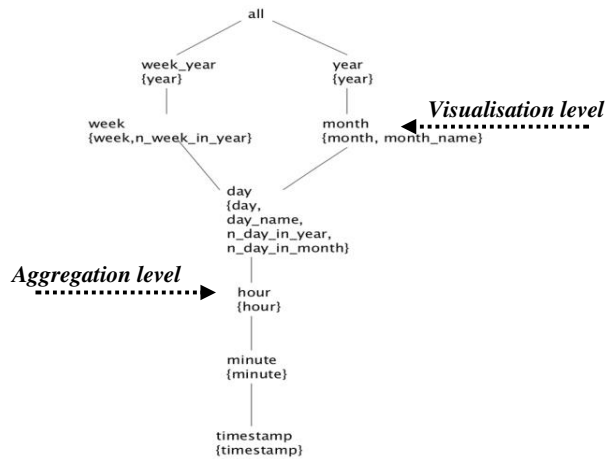 all
week_year
{year}
year
{year}
week
{week,n_week_in_year}
month
{month, month_name}
Visualisation level
day
{day,
day_name,
n_day_in_year,
n_day_in_month}
Aggregation level
hour
{hour}
minute
{minute}
timestamp
{timestamp}